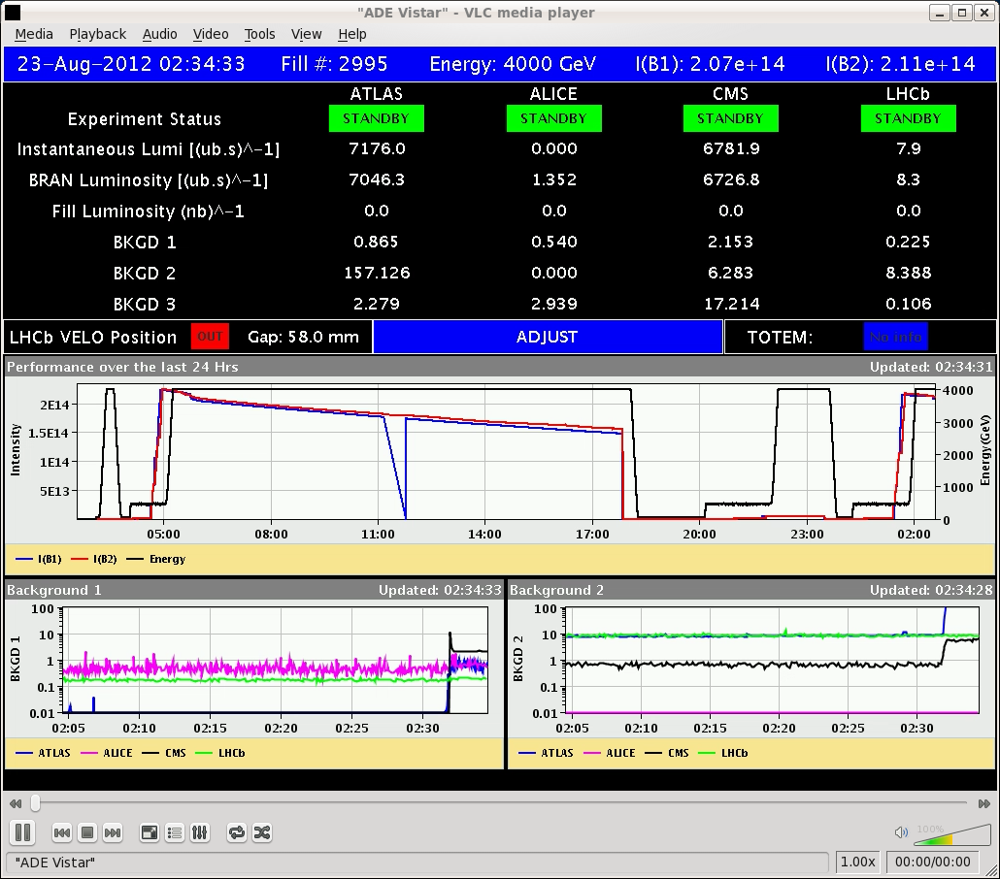 "ADE Vistar" - VLC media player
Media Playback Audio Video Tools View Help
23-Aug-2012 02:34:33 Fill #: 2995 Energy: 4000 GeV I(B1): 2.07e+14 I(B2): 2.11e+14
ATLAS ALICE CMS LHCb
Experiment Status STANDBY STANDBY STANDBY STANDBY
Instantaneous Lumi [(ub.s)^-1] 7176.0 0.000 6781.9 7.9
BRAN Luminosity [(ub.s)^-1] 7046.3 1.352 6726.8 8.3
Fill Luminosity (nb)^-1 0.0 0.0 0.0 0.0
BKGD 1 0.865 0.540 2.153 0.225
BKGD 2 157.126 0.000 6.283 8.388
BKGD 3 2.279 2.939 17.214 0.106
LHCb VELO Position OUT Gap: 58.0 mm ADJUST TOTEM: No info
Performance over the last 24 Hrs Updated: 02:34:31
Intensity
2E14
1.5E14
1E14
5E13
4000
3000
2000
1000
0
Energy(GeV)
05:00 08:00 11:00 14:00 17:00 20:00 23:00 02:00
I(B1) I(B2) Energy
Background 1 Updated: 02:34:33
BKGD 1
100
10
1
0.1
0.01
02:05 02:10 02:15 02:20 02:25 02:30
ATLAS ALICE CMS LHCb
Background 2 Updated: 02:34:28
BKGD 2
100
10
1
0.1
0.01
02:05 02:10 02:15 02:20 02:25 02:30
ATLAS ALICE CMS LHCb
100%
"ADE Vistar" 1.00x 00:00/00:00